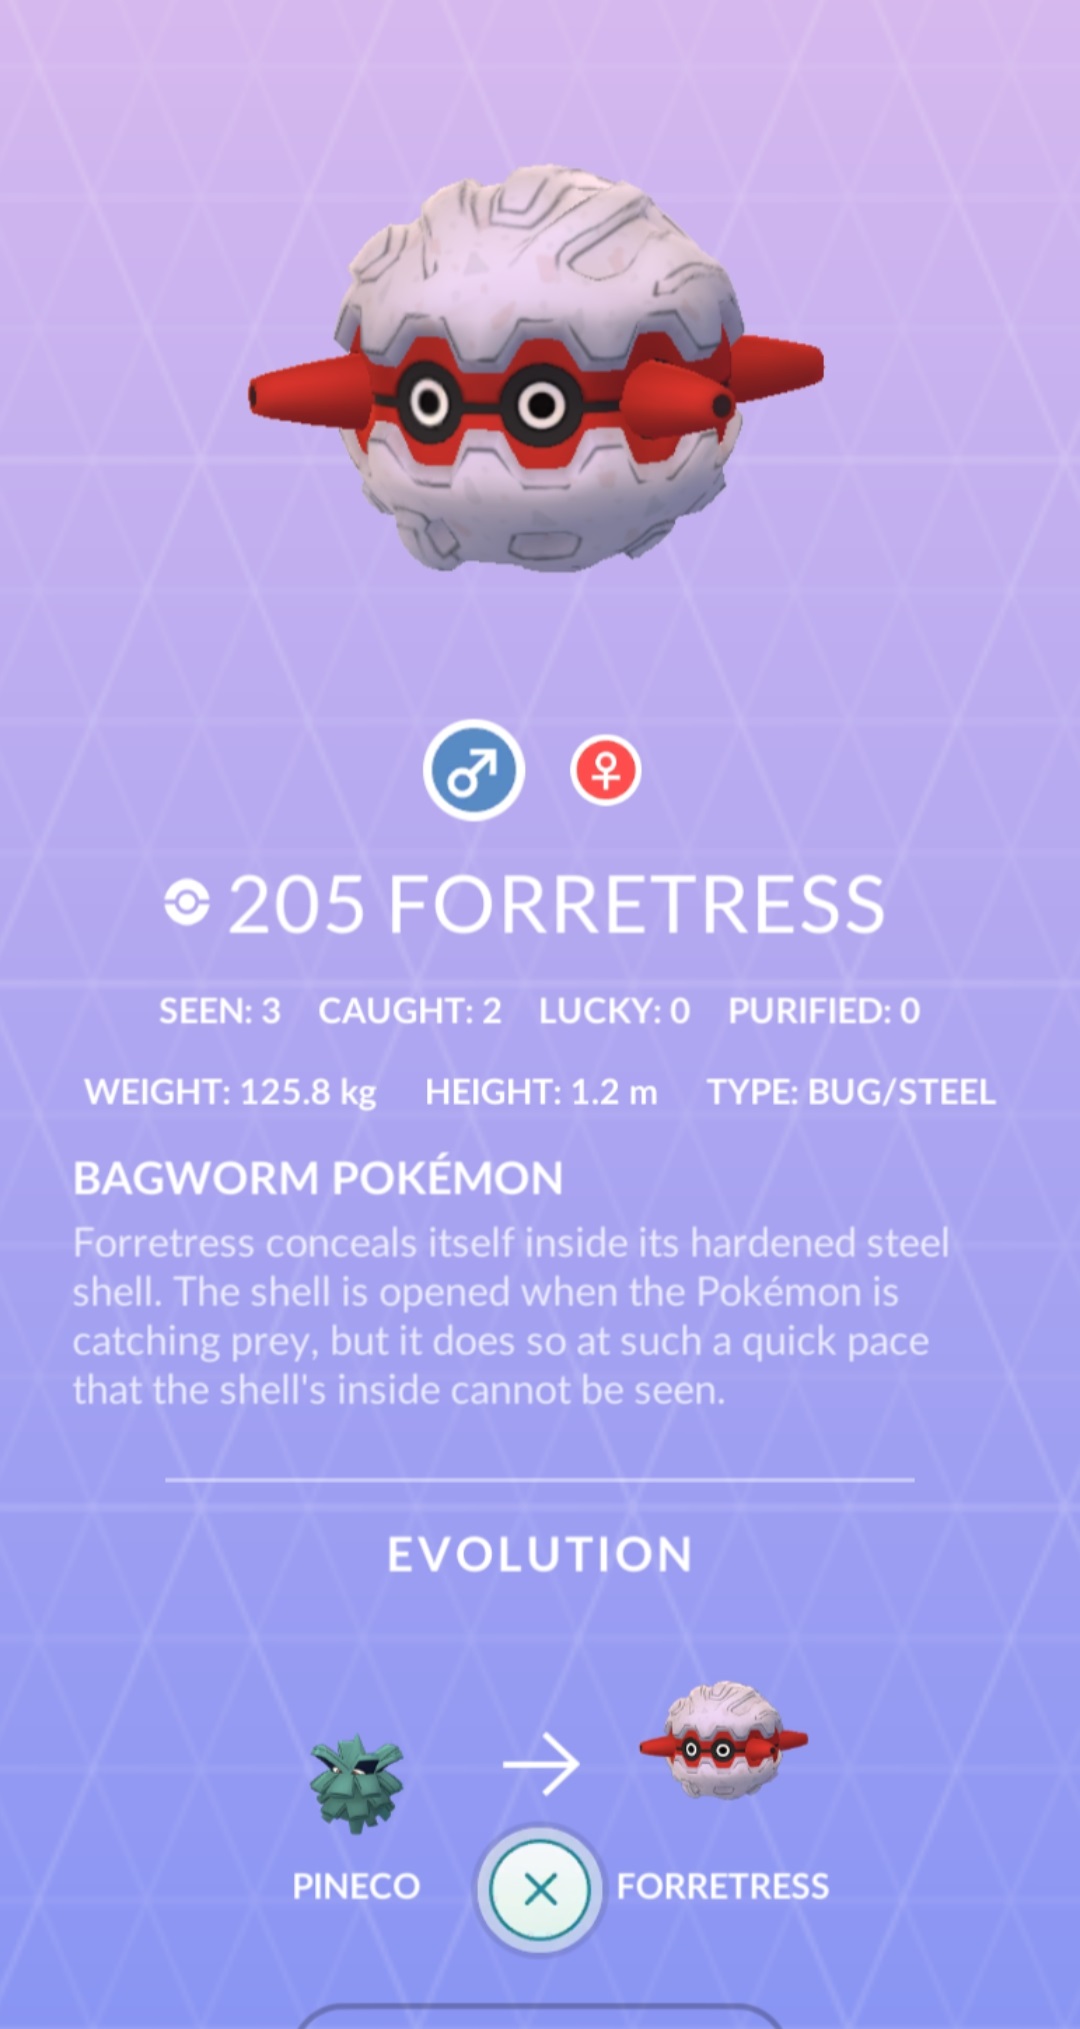 205 FORRETRESS
SEEN: 3 CAUGHT: 2 LUCKY: 0 PURIFIED: 0
WEIGHT: 125.8 kg HEIGHT: 1.2 m TYPE: BUG/STEEL
BAGWORM POKÉMON
Forretress conceals itself inside its hardened steel
shell. The shell is opened when the Pokémon is
catching prey, but it does so at such a quick pace
that the shell's inside cannot be seen.
EVOLUTION
PINECO FORRETRESS